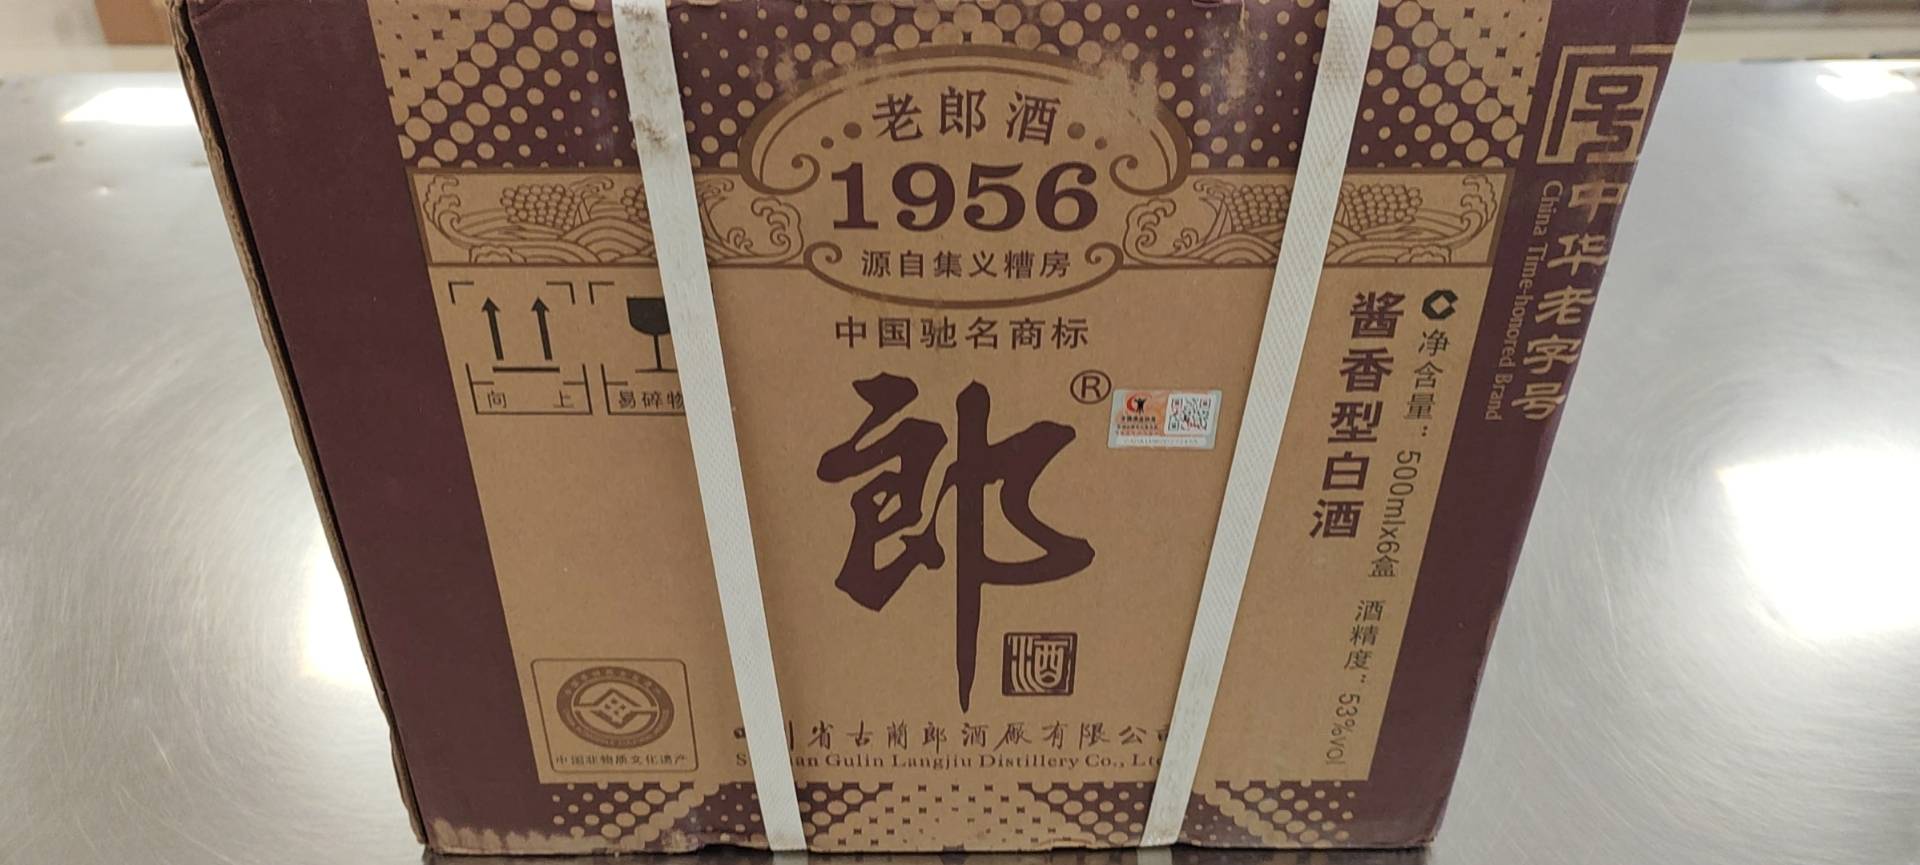 老郎酒
1956
源自集义糟房
中国驰名商标
郎
®
酒
向上
易碎物
酱香型白酒
净含量：500mlx6盒 酒精度：53%vol
中华老字号
China Time-honored Brand
中国非物质文化遗产
川省古蔺郎酒厂有限公司
Gulin Langjiu Distillery Co., Lt